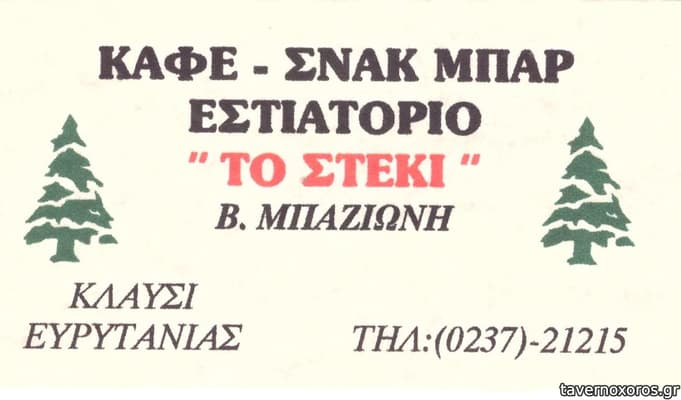 ΚΑΦΕ - ΣΝΑΚ ΜΠΑΡ
ΕΣΤΙΑΤΟΡΙΟ
" ΤΟ ΣΤΕΚΙ "
Β. ΜΠΑΖΙΩΝΗ
ΚΛΑΥΣΙ
ΕΥΡΥΤΑΝΙΑΣ
ΤΗΛ:(0237)-21215
tavernoxoros.gr